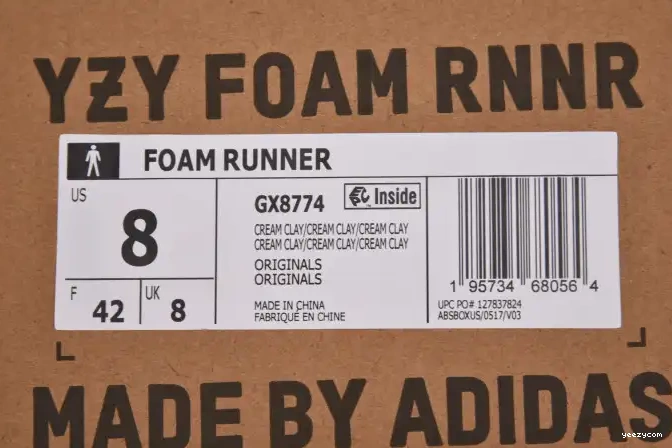 YZY FOAM RNNR
FOAM RUNNER
US
8
F
42
UK
8
GX8774
Inside
CREAM CLAY/CREAM CLAY/CREAM CLAY
CREAM CLAY/CREAM CLAY/CREAM CLAY
ORIGINALS
ORIGINALS
MADE IN CHINA
FABRIQUÉ EN CHINE
1 95734 68056 4
UPC PO# 127837824
ABSBOXUS/0517/V03
MADE BY ADIDAS
yeezycom